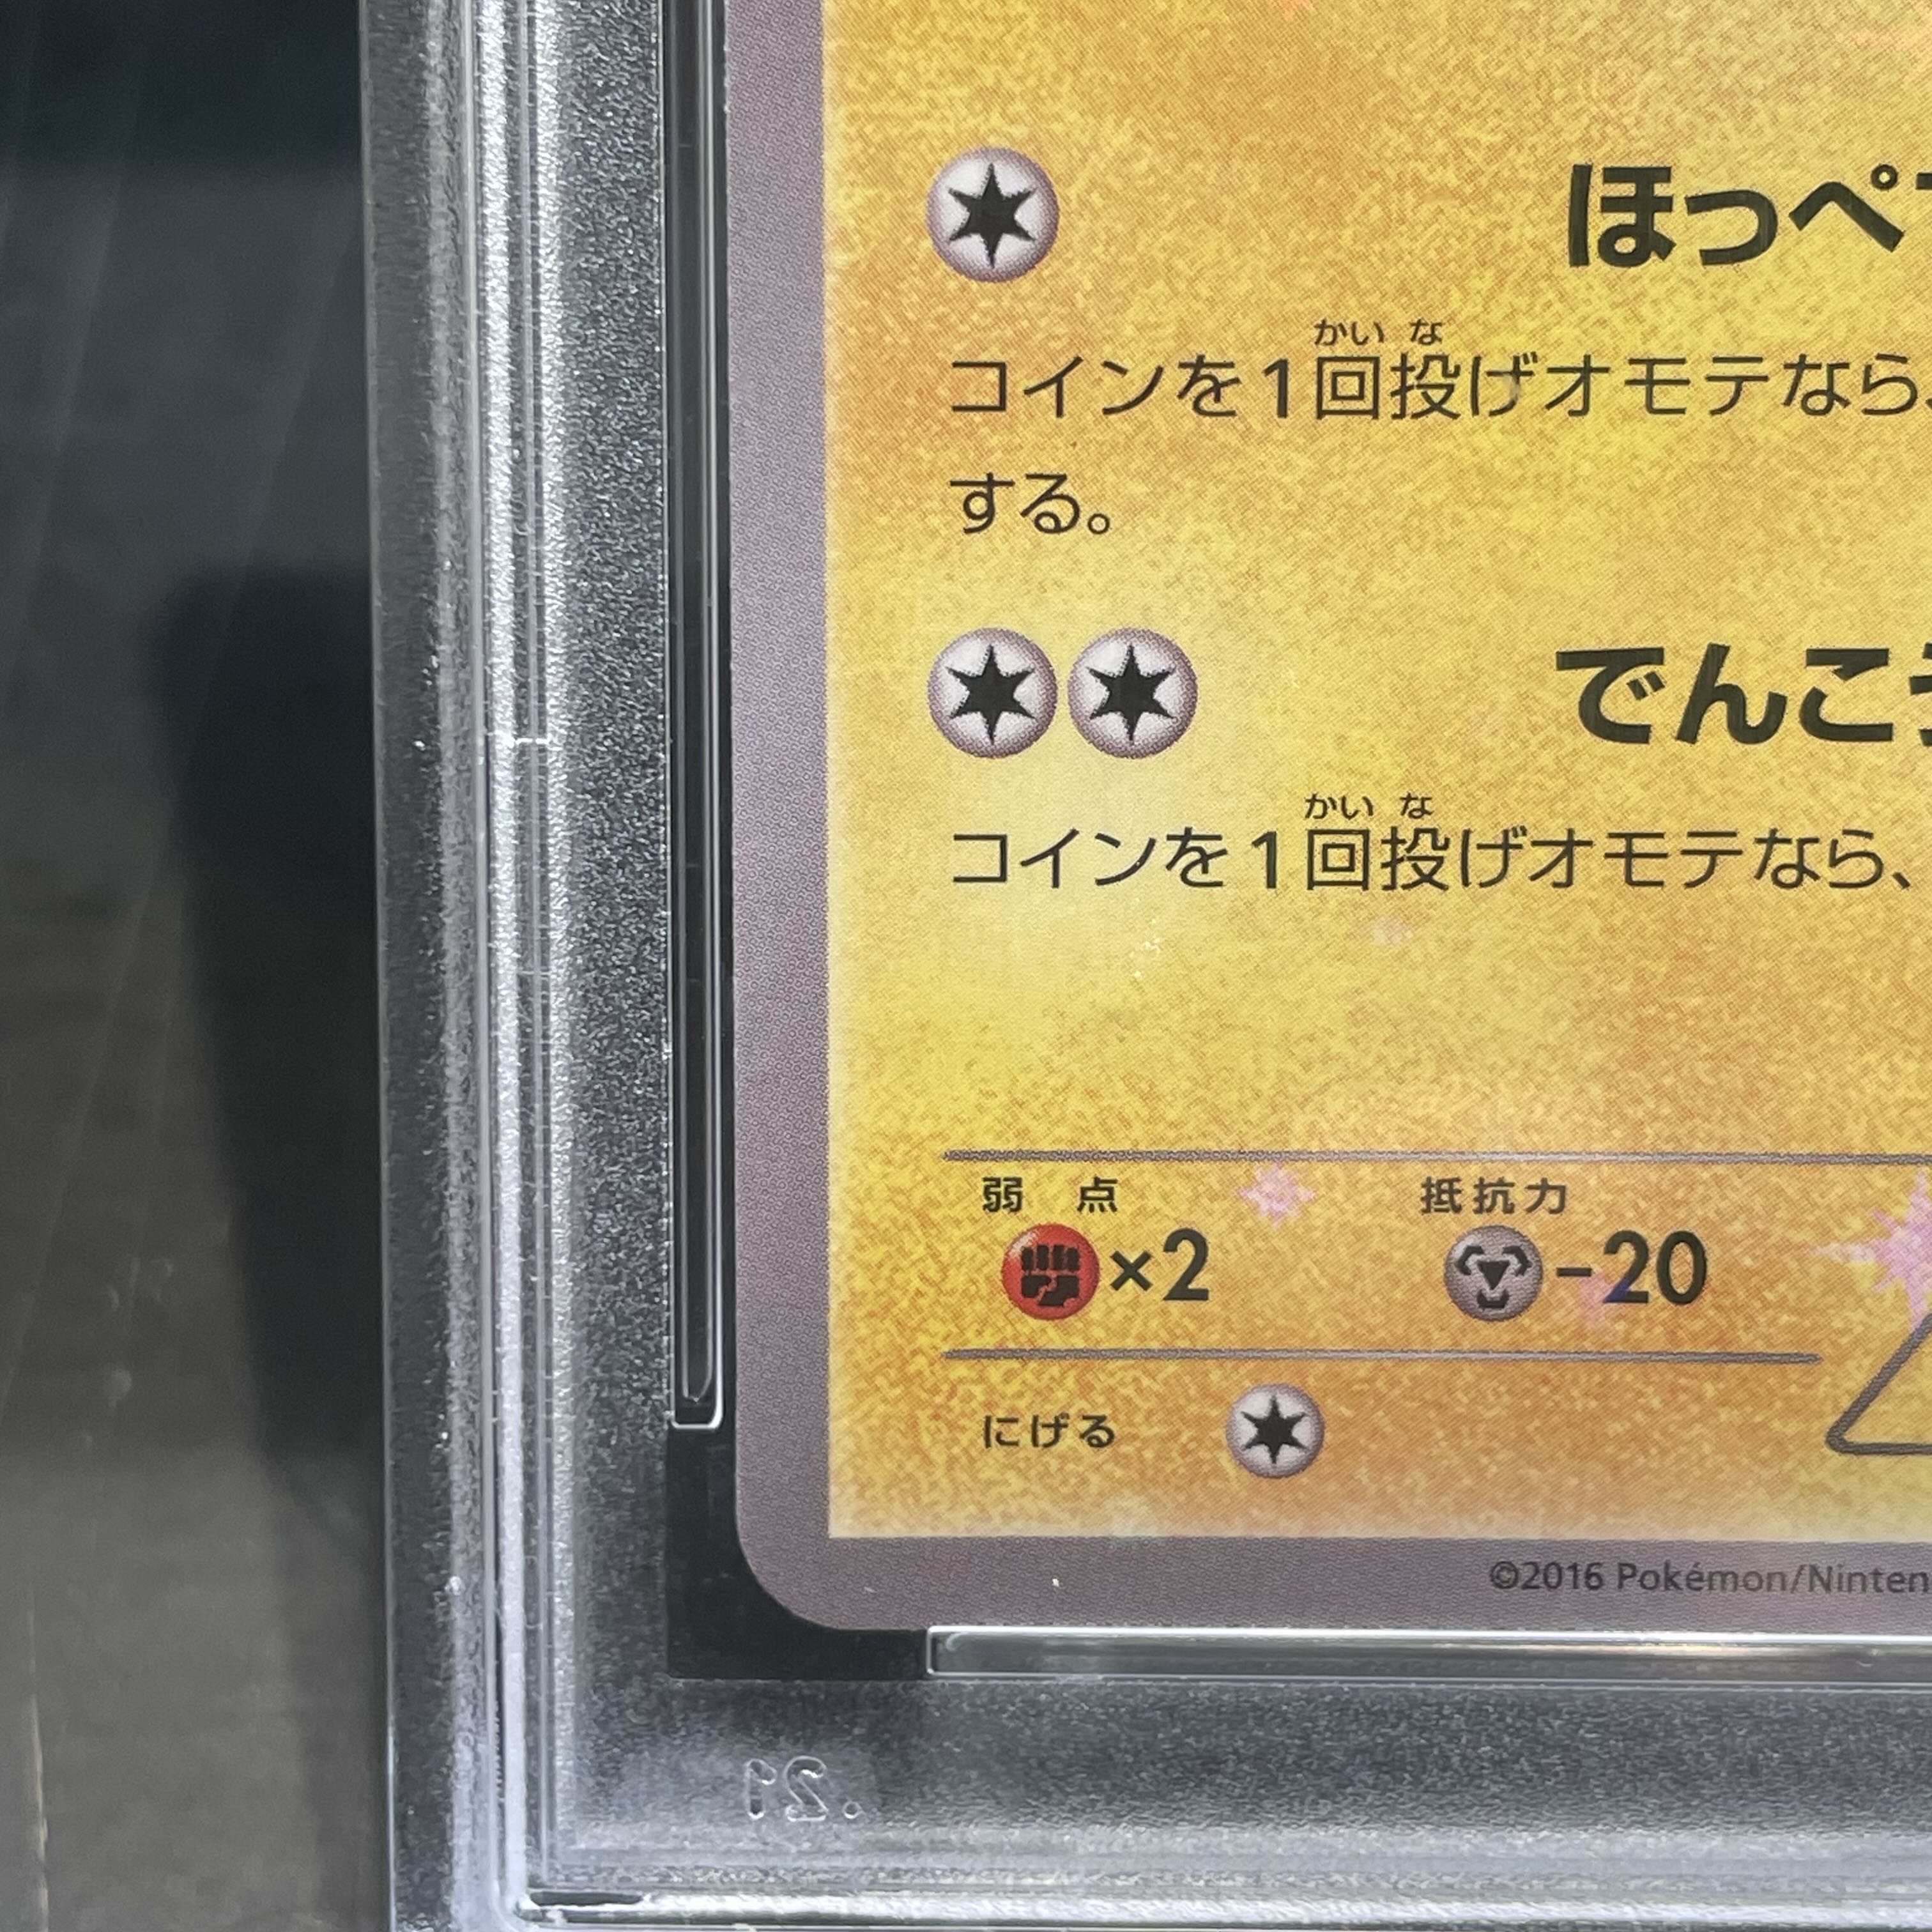 ほっぺ
かい な
コインを1回投げオモテなら、
する。
でんこう
かい な
コインを1回投げオモテなら、
弱 点 抵抗力
×2 -20
にげる
©2016 Pokémon/Ninten
.21